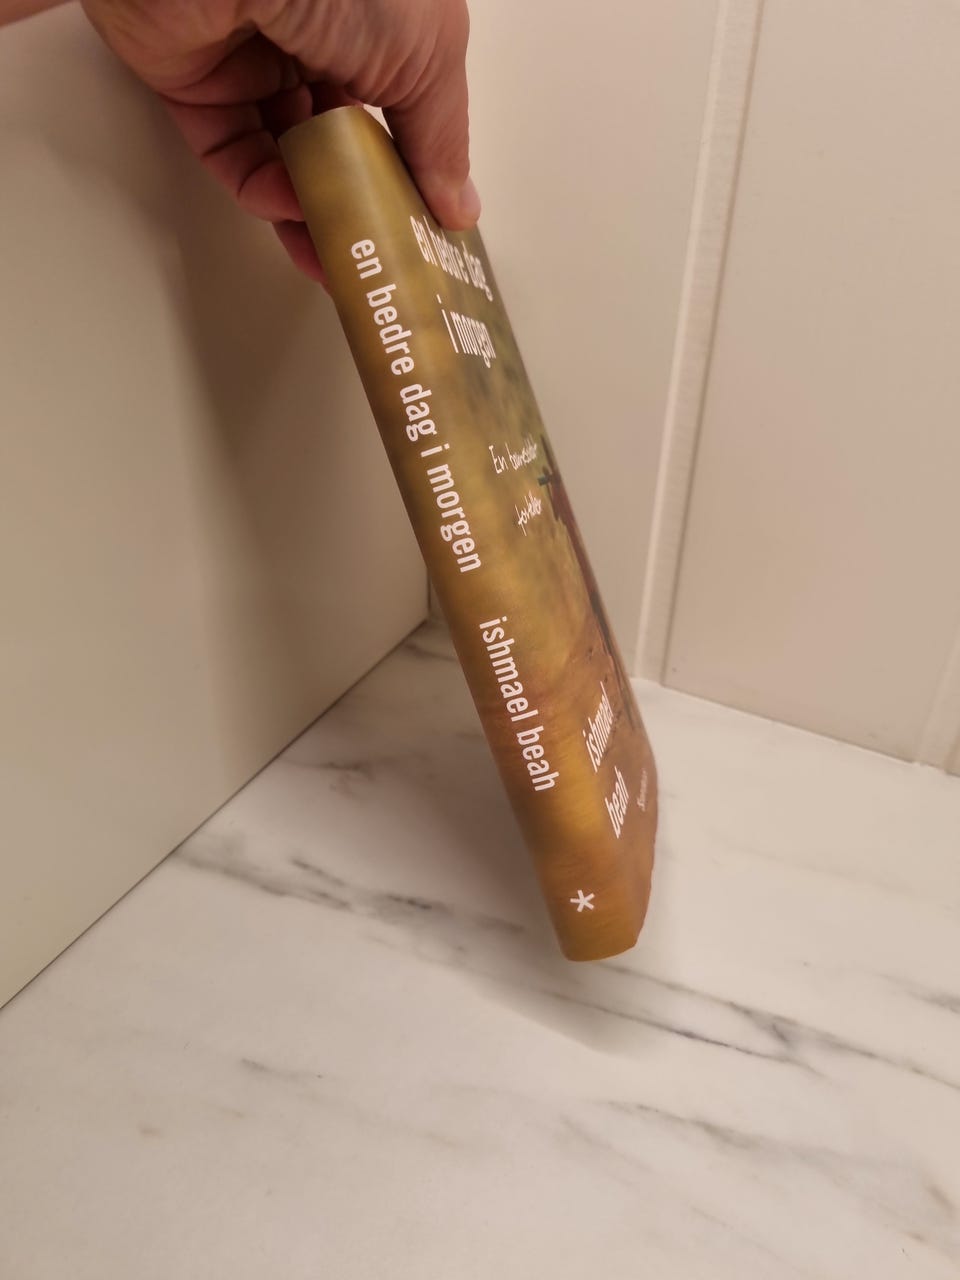 en bedre dag i morgen
ishmael beah
*
en bedre dag
i morgen
En barnesoldat
forteller
ishmael
beah